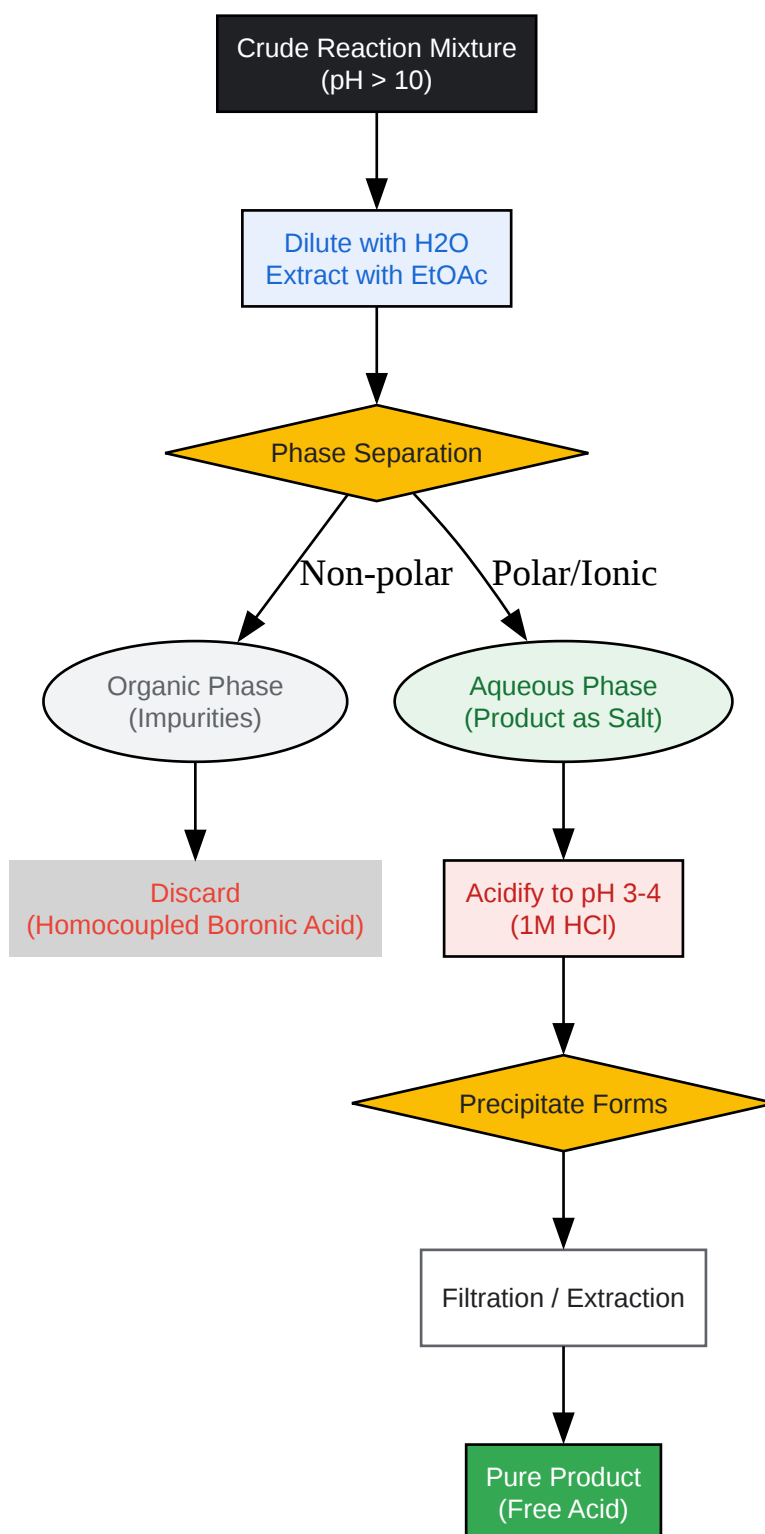 Crude Reaction Mixture
(pH > 10)
Dilute with H2O
Extract with EtOAc
Phase Separation
Non-polar
Polar/Ionic
Organic Phase
(Impurities)
Aqueous Phase
(Product as Salt)
Discard
(Homocoupled Boronic Acid)
Acidify to pH 3-4
(1M HCl)
Precipitate Forms
Filtration / Extraction
Pure Product
(Free Acid)